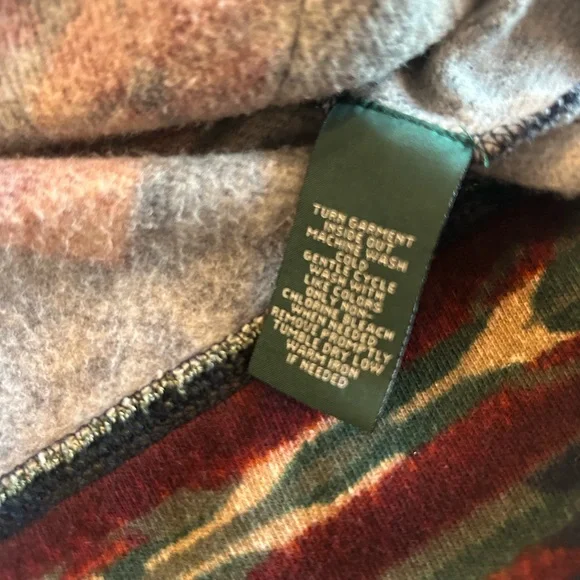 TURN GARMENT
INSIDE OUT
MACHINE WASH
COLD
GENTLE CYCLE
WASH WITH
LIKE COLORS
ONLY NON-
CHLORINE BLEACH
WHEN NEEDED
REMOVE PROMPTLY
TUMBLE DRY LOW
WARM IRON
IF NEEDED